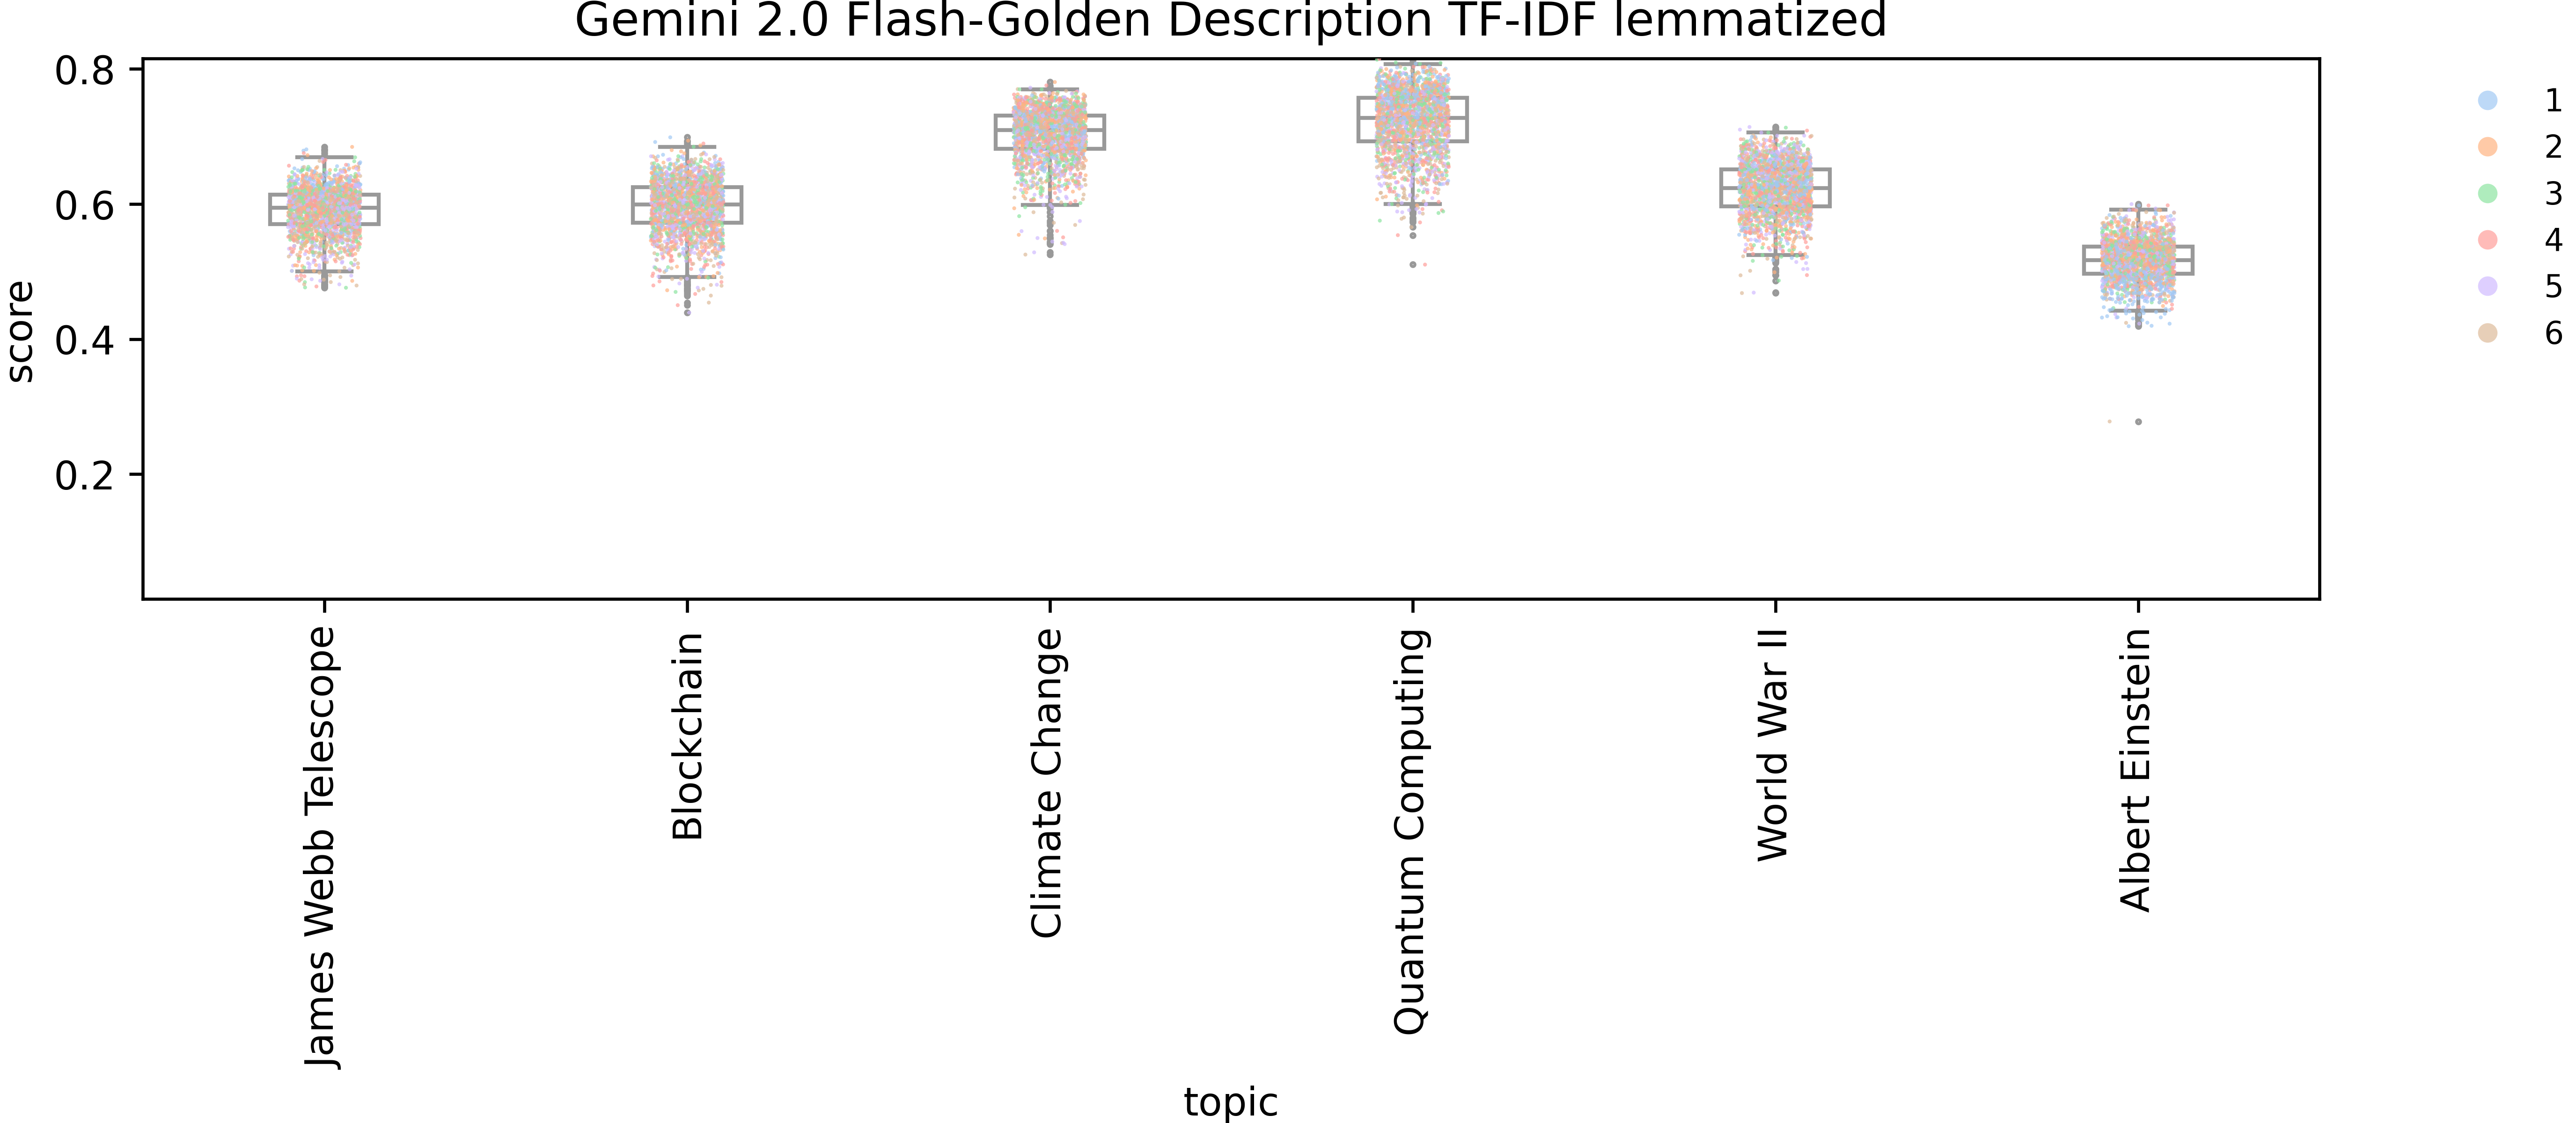 Gemini 2.0 Flash-Golden Description TF-IDF lemmatized
score
0.8
0.6
0.4
0.2
James Webb Telescope
Blockchain
Climate Change
Quantum Computing
World War II
Albert Einstein
topic
1
2
3
4
5
6